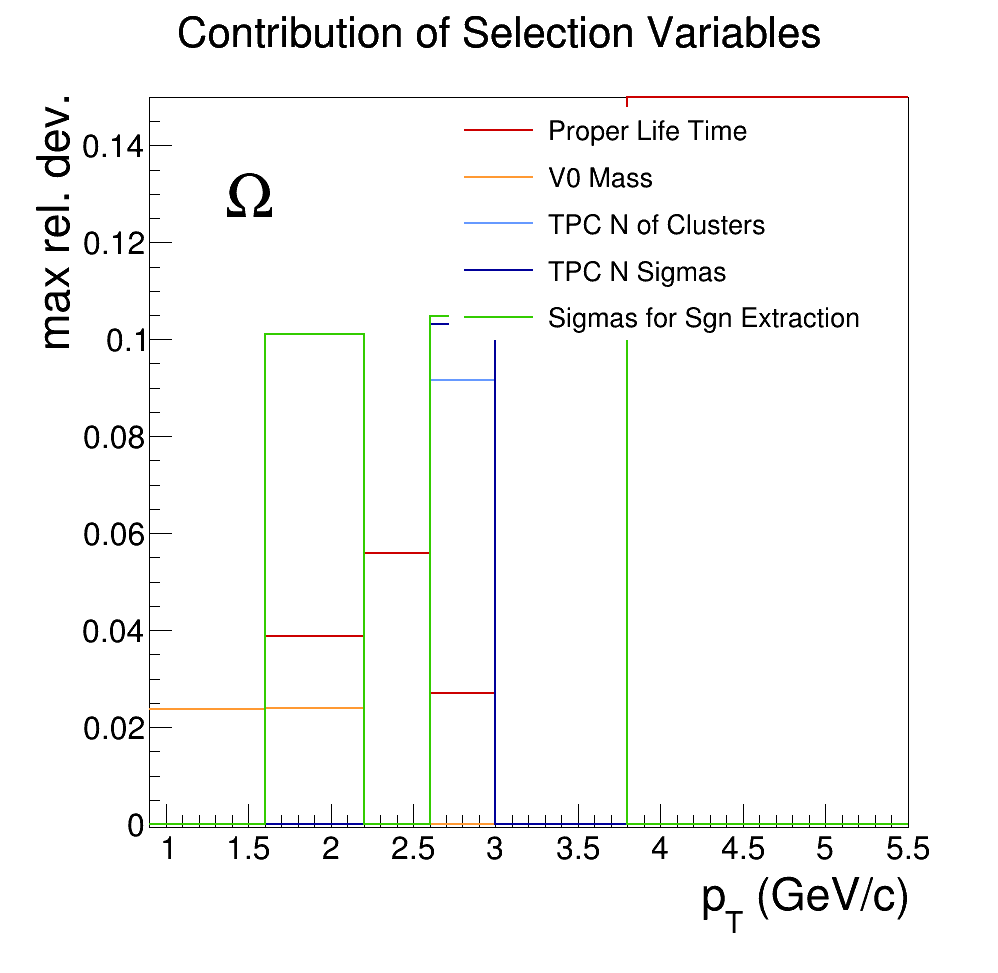 Contribution of Selection Variables
max rel. dev.
0.14
0.12
0.1
0.08
0.06
0.04
0.02
0
Ω
Proper Life Time
V0 Mass
TPC N of Clusters
TPC N Sigmas
Sigmas for Sgn Extraction
1 1.5 2 2.5 3 3.5 4 4.5 5 5.5
p_T (GeV/c)